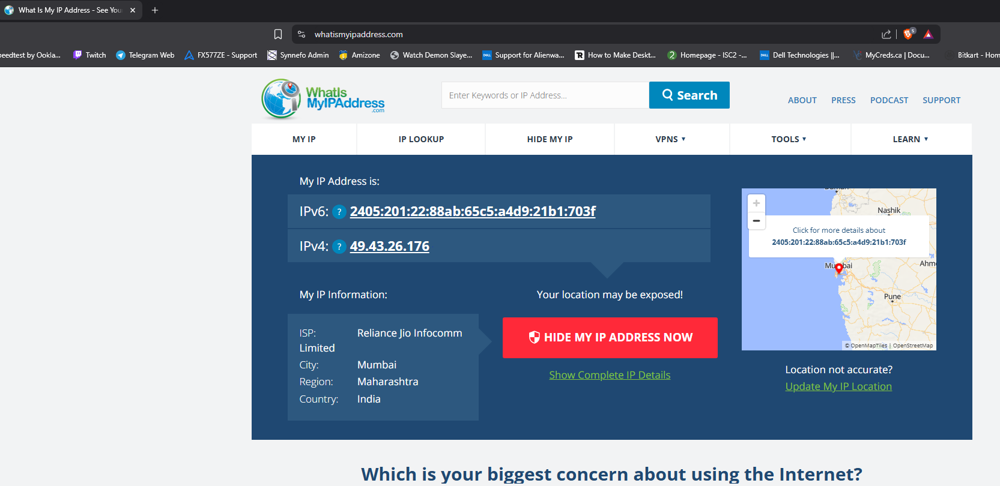 What Is My IP Address - See You
whatismyipaddress.com
5
peedtest by Ookla...
Twitch
Telegram Web
FX577ZE - Support
Synnefo Admin
Amizone
Watch Demon Slaye...
DELL
Support for Alienwa...
R
How to Make Deskt...
2
Homepage - ISC2 -...
DELL
Dell Technologies ||...
MyCreds.ca | Docu...
Bitkart - Hom
WhatIs
MyIPAddress
.com
Enter Keywords or IP Address...
Search
ABOUT
PRESS
PODCAST
SUPPORT
MY IP
IP LOOKUP
HIDE MY IP
VPNS
TOOLS
LEARN
My IP Address is:
IPv6: ? 2405:201:22:88ab:65c5:a4d9:21b1:703f
IPv4: ? 49.43.26.176
My IP Information:
ISP: Reliance Jio Infocomm
Limited
City: Mumbai
Region: Maharashtra
Country: India
Your location may be exposed!
HIDE MY IP ADDRESS NOW
Show Complete IP Details
+
−
Nashik
Click for more details about
2405:201:22:88ab:65c5:a4d9:21b1:703f
Mumbai
Ahme
Pune
© OpenMapTiles | OpenStreetMap
Location not accurate?
Update My IP Location
Which is your biggest concern about using the Internet?